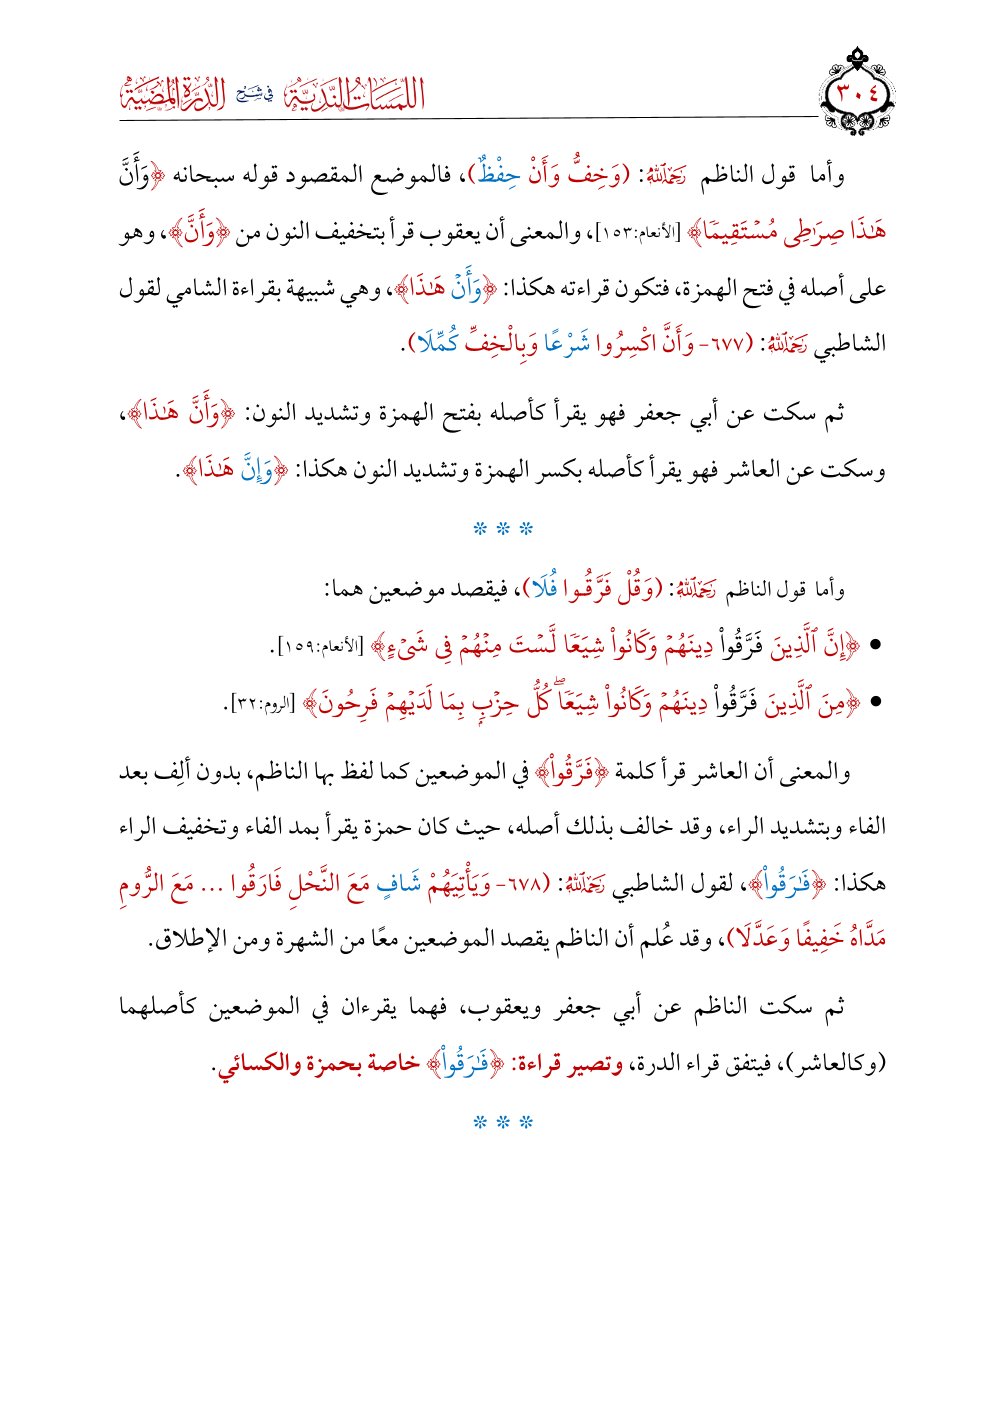 ٣٠٤
اللمسات الندية في شرح الدرة المضية
وأما قول الناظم رَحِمَهُ ٱللَّهُ: (وَخِفُّ وَأَنْ حِفْظٌ)، فالموضع المقصود قوله سبحانه ﴿وَأَنَّ
هَٰذَا صِرَٰطِى مُسْتَقِيمًا﴾ [الأنعام:١٥٣]، والمعنى أن يعقوب قرأ بتخفيف النون من ﴿وَأَنَّ﴾، وهو
على أصله في فتح الهمزة، فتكون قراءته هكذا: ﴿وَأَنۡ هَٰذَا﴾، وهي شبيهة بقراءة الشامي لقول
الشاطبي رَحِمَهُ ٱللَّهُ: (٦٧٧- وَأَنَّ اكْسِرُوا شَرْعًا وَبِالْخِفِّ كُمِّلَا).
ثم سكت عن أبي جعفر فهو يقرأ كأصله بفتح الهمزة وتشديد النون: ﴿وَأَنَّ هَٰذَا﴾،
وسكت عن العاشر فهو يقرأ كأصله بكسر الهمزة وتشديد النون هكذا: ﴿وَإِنَّ هَٰذَا﴾.
* * *
وأما قول الناظم رَحِمَهُ ٱللَّهُ: (وَقُلْ فَرَّقُوا فُلَا)، فيقصد موضعين هما:
• ﴿إِنَّ ٱلَّذِينَ فَرَّقُواْ دِينَهُمۡ وَكَانُواْ شِيَعٗا لَّسۡتَ مِنۡهُمۡ فِى شَىۡءٍ﴾ [الأنعام:١٥٩].
• ﴿مِنَ ٱلَّذِينَ فَرَّقُواْ دِينَهُمۡ وَكَانُواْ شِيَعٗاۖ كُلُّ حِزۡبِۭ بِمَا لَدَيۡهِمۡ فَرِحُونَ﴾ [الروم:٣٢].
والمعنى أن العاشر قرأ كلمة ﴿فَرَّقُواْ﴾ في الموضعين كما لفظ بها الناظم، بدون ألِف بعد
الفاء وبتشديد الراء، وقد خالف بذلك أصله، حيث كان حمزة يقرأ بمد الفاء وتخفيف الراء
هكذا: ﴿فَٰرَقُواْ﴾، لقول الشاطبي رَحِمَهُ ٱللَّهُ: (٦٧٨- وَيَأْتِيَهُمْ شَافٍ مَعَ النَّحْلِ فَارَقُوا ... مَعَ الرُّومِ
مَدَّاهُ خَفِيفًا وَعَدَّلَا)، وقد عُلم أن الناظم يقصد الموضعين معًا من الشهرة ومن الإطلاق.
ثم سكت الناظم عن أبي جعفر ويعقوب، فهما يقرءان في الموضعين كأصلهما
(وكالعاشر)، فيتفق قراء الدرة، وتصير قراءة: ﴿فَٰرَقُواْ﴾ خاصة بحمزة والكسائي.
* * *